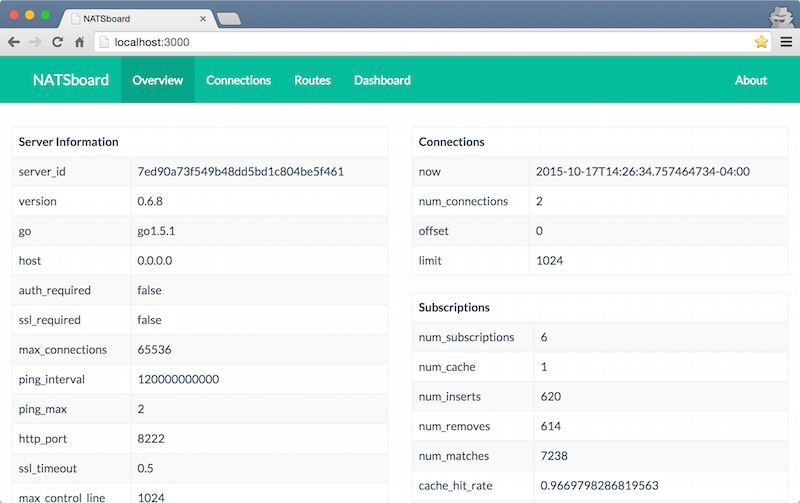 NATSboard
localhost:3000
NATSboard Overview Connections Routes Dashboard About
Server Information
server_id 7ed90a73f549b48dd5bd1c804be5f461
version 0.6.8
go go1.5.1
host 0.0.0.0
auth_required false
ssl_required false
max_connections 65536
ping_interval 120000000000
ping_max 2
http_port 8222
ssl_timeout 0.5
max_control_line 1024
Connections
now 2015-10-17T14:26:34.757464734-04:00
num_connections 2
offset 0
limit 1024
Subscriptions
num_subscriptions 6
num_cache 1
num_inserts 620
num_removes 614
num_matches 7238
cache_hit_rate 0.9669798286819563